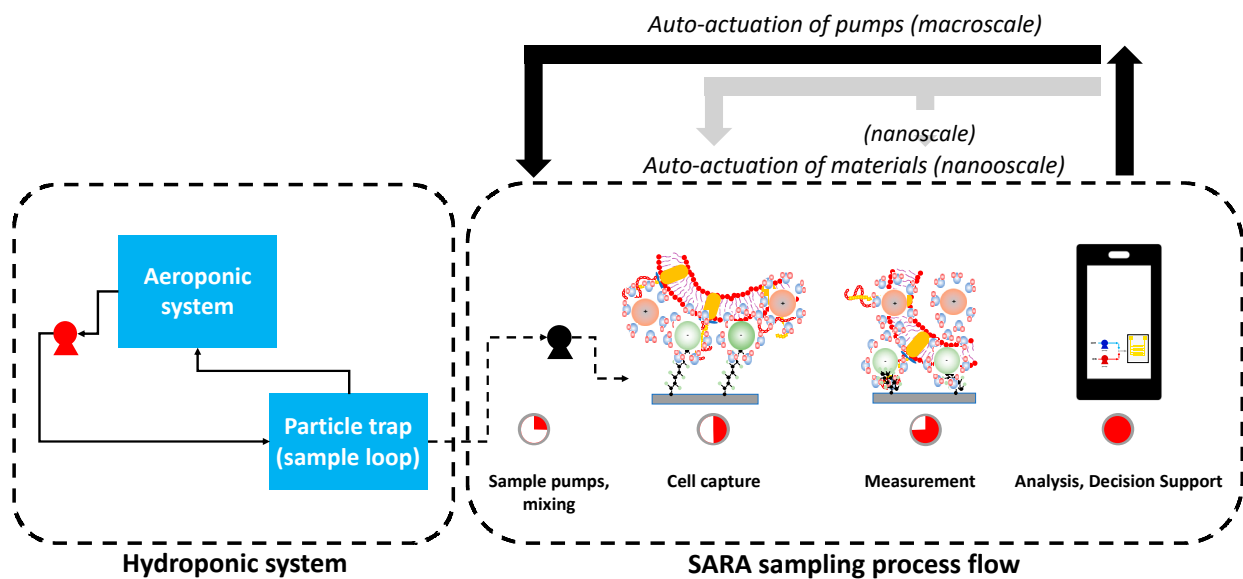 Auto-actuation of pumps (macroscale)
(nanoscale)
Auto-actuation of materials (nanooscale)
Aeroponic
system
Particle trap
(sample loop)
Sample pumps,
mixing
Cell capture
Measurement
Analysis, Decision Support
Hydroponic system
SARA sampling process flow